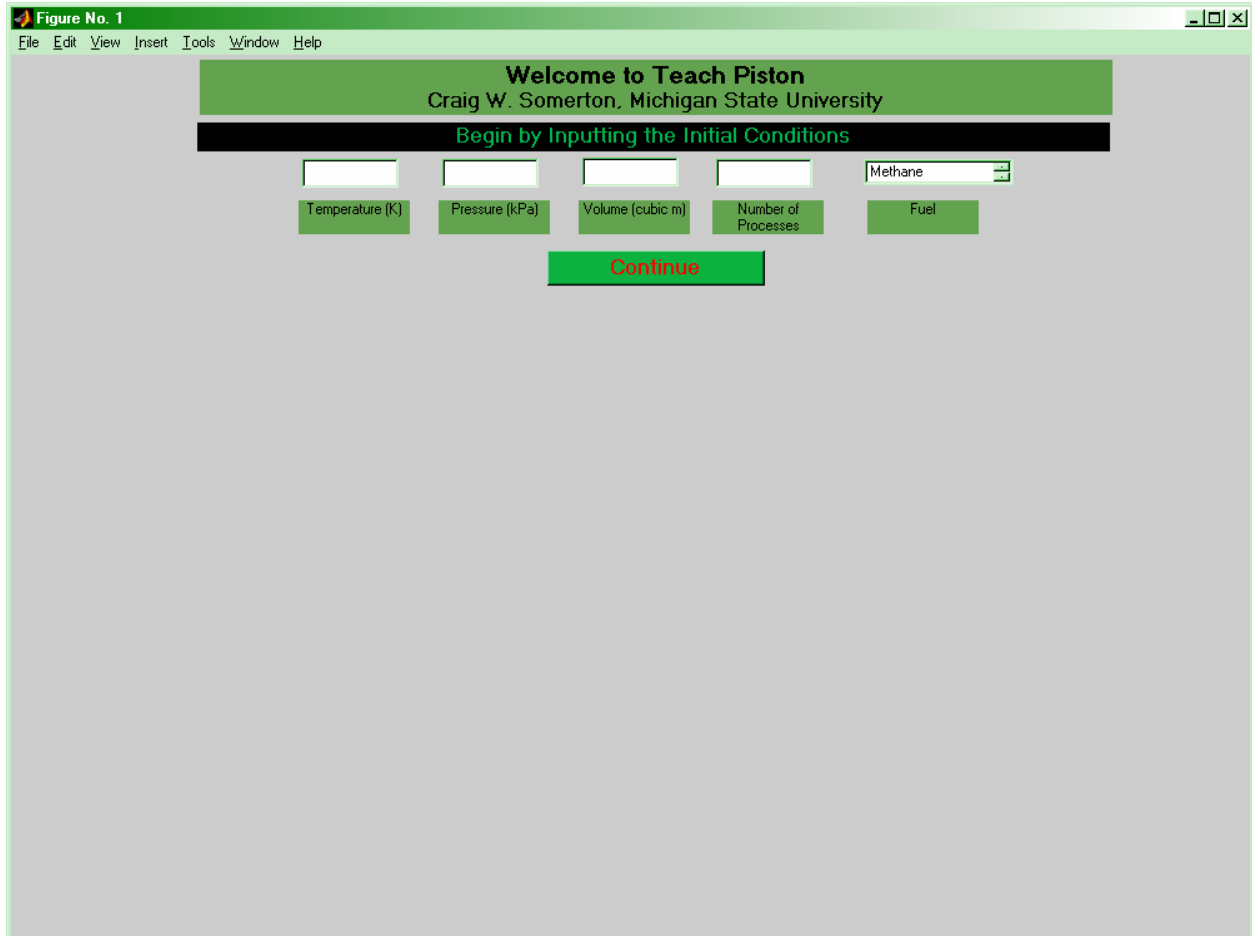 Figure No. 1
File Edit View Insert Tools Window Help
Welcome to Teach Piston
Craig W. Somerton, Michigan State University
Begin by Inputting the Initial Conditions
Methane
Temperature (K) Pressure (kPa) Volume (cubic m) Number of Processes Fuel
Continue